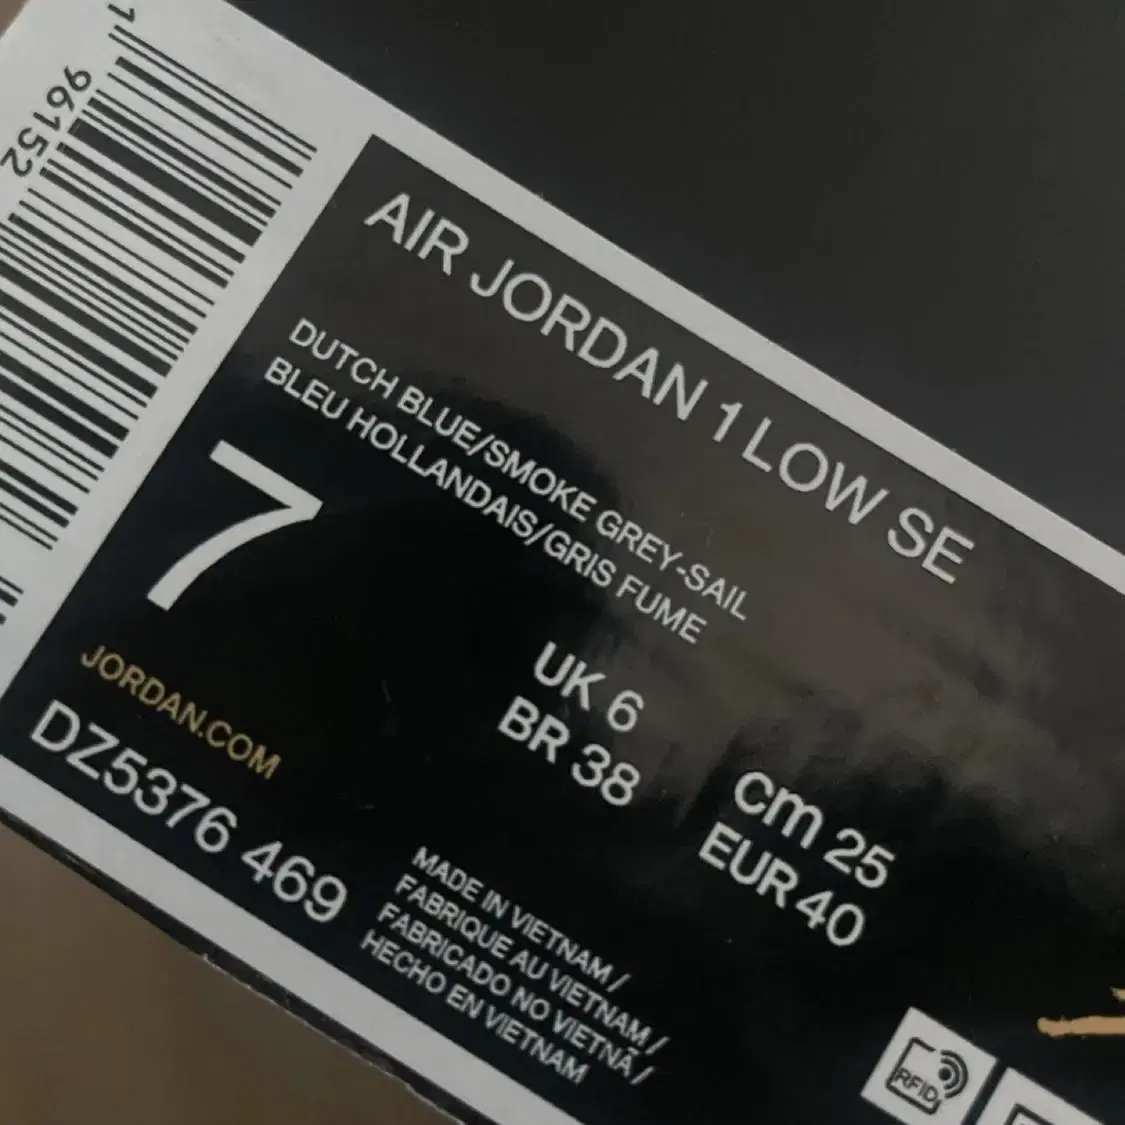 1
96152
AIR JORDAN 1 LOW SE
DUTCH BLUE/SMOKE GREY-SAIL
BLEU HOLLANDAIS/GRIS FUME
7
UK 6
BR 38
cm 25
EUR 40
JORDAN.COM
DZ5376 469
MADE IN VIETNAM /
FABRIQUE AU VIETNAM /
FABRICADO NO VIETNÃ /
HECHO EN VIETNAM
RFID